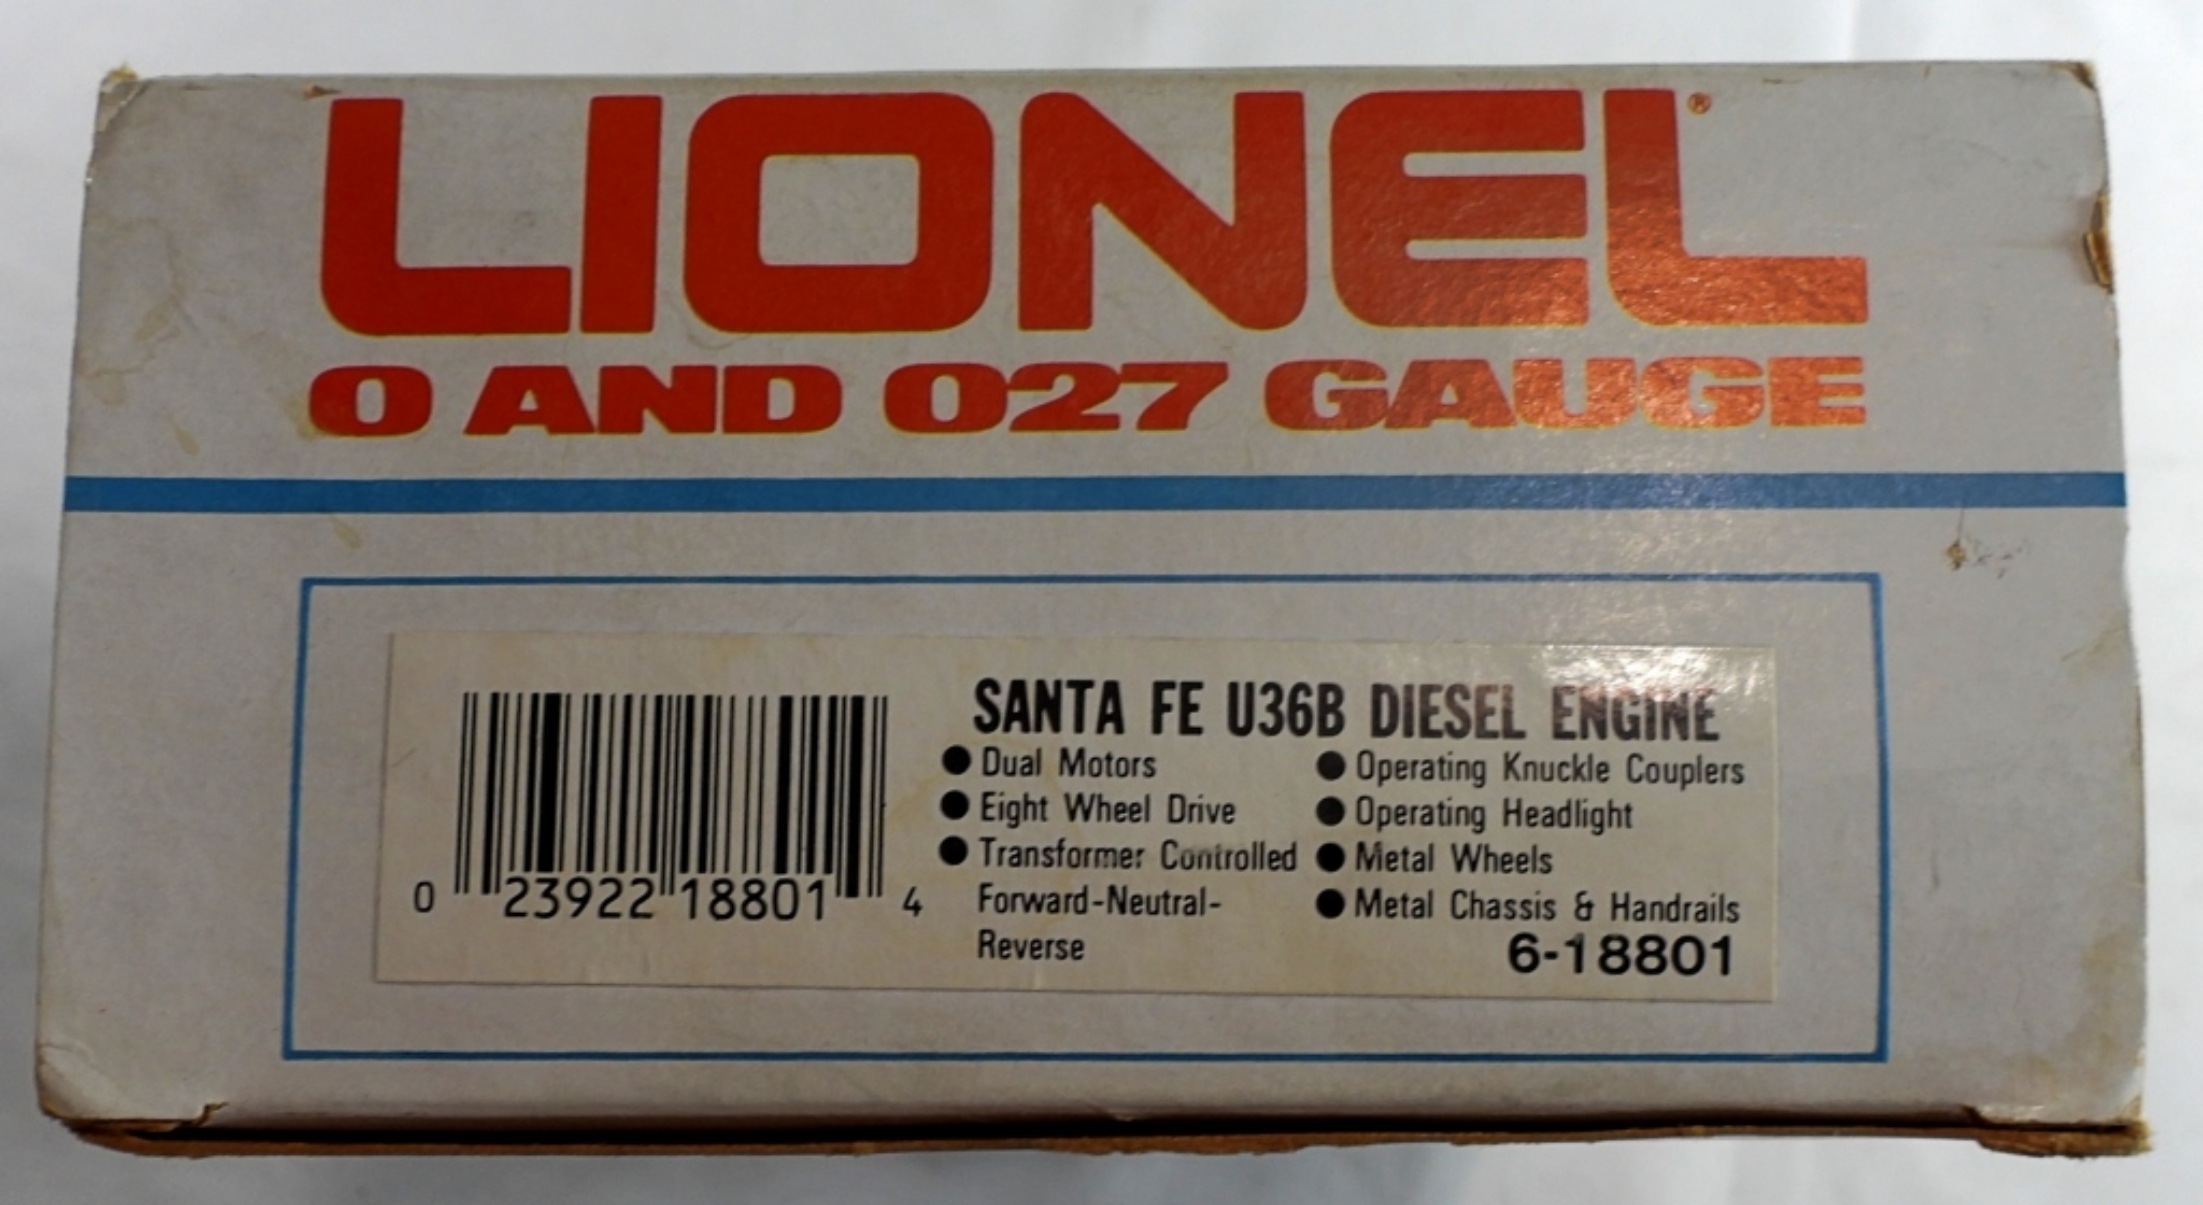 LIONEL®
O AND O27 GAUGE
SANTA FE U36B DIESEL ENGINE
● Dual Motors
● Eight Wheel Drive
● Transformer Controlled
Forward-Neutral-
Reverse
● Operating Knuckle Couplers
● Operating Headlight
● Metal Wheels
● Metal Chassis & Handrails
6-18801
0 23922 18801 4